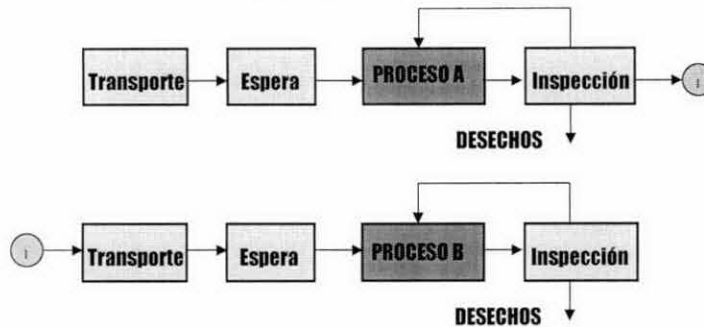 Transporte
Espera
PROCESO A
Inspección
DESECHOS
Transporte
Espera
PROCESO B
Inspección
DESECHOS